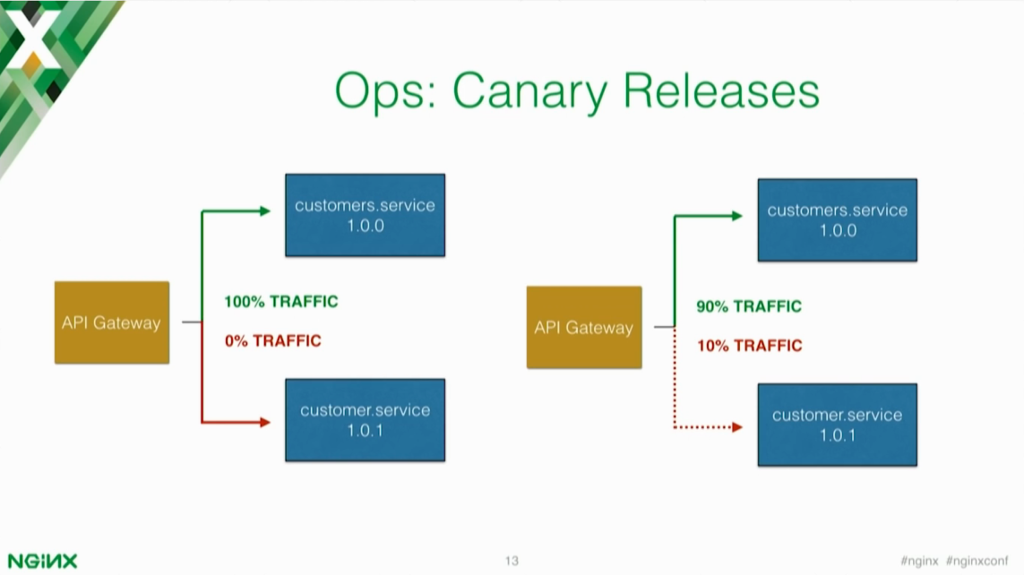 Ops: Canary Releases
customers.service
1.0.0
API Gateway
100% TRAFFIC
0% TRAFFIC
customer.service
1.0.1
customers.service
1.0.0
API Gateway
90% TRAFFIC
10% TRAFFIC
customer.service
1.0.1
NGINX
13
#nginx #nginxconf